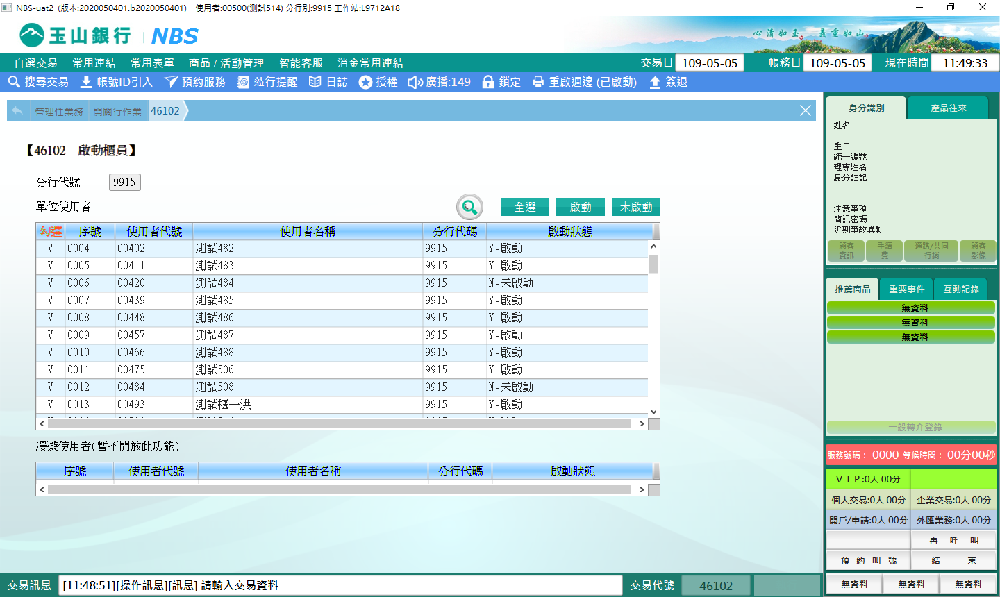 NBS-uat2 (版本:2020050401.b2020050401) 使用者:00500(測試514) 分行別:9915 工作站:L9712A18
玉山銀行 | NBS
心清如玉。義重如山。
自選交易 常用連結 常用表單 商品 / 活動管理 智能客服 消金常用連結 交易日 109-05-05 帳務日 109-05-05 現在時間 11:49:33
搜尋交易 帳號ID引入 預約服務 蒞行提醒 日誌 授權 廣播:149 鎖定 重啟週邊 (已啟動) 簽退
管理性業務 開關行作業 46102
【46102 啟動櫃員】
分行代號 9915
單位使用者 全選 啟動 未啟動
勾選 序號 使用者代號 使用者名稱 分行代碼 啟動狀態
V 0004 00402 測試482 9915 Y-啟動
V 0005 00411 測試483 9915 Y-啟動
V 0006 00420 測試484 9915 N-未啟動
V 0007 00439 測試485 9915 Y-啟動
V 0008 00448 測試486 9915 Y-啟動
V 0009 00457 測試487 9915 Y-啟動
V 0010 00466 測試488 9915 Y-啟動
V 0011 00475 測試506 9915 Y-啟動
V 0012 00484 測試508 9915 N-未啟動
V 0013 00493 測試櫃一洪 9915 Y-啟動
漫遊使用者(暫不開放此功能)
序號 使用者代號 使用者名稱 分行代碼 啟動狀態
交易訊息 [11:48:51][操作訊息][訊息] 請輸入交易資料 交易代號 46102
身分識別 產品往來
姓名
生日
統一編號
理專姓名
身分註記
注意事項
簡訊密碼
近期事故異動
顧客資訊 手續費 通路/共同行銷 顧客影像
推薦商品 重要事件 互動記錄
無資料
無資料
無資料
一般轉介登錄
服務號碼： 0000 等候時間： 00分00秒
ＶＩＰ:0人 00分
個人交易:0人 00分 企業交易:0人 00分
開戶/申請:0人 00分 外匯業務:0人 00分
再 呼 叫
預 約 叫 號 結 束
無資料 無資料 無資料